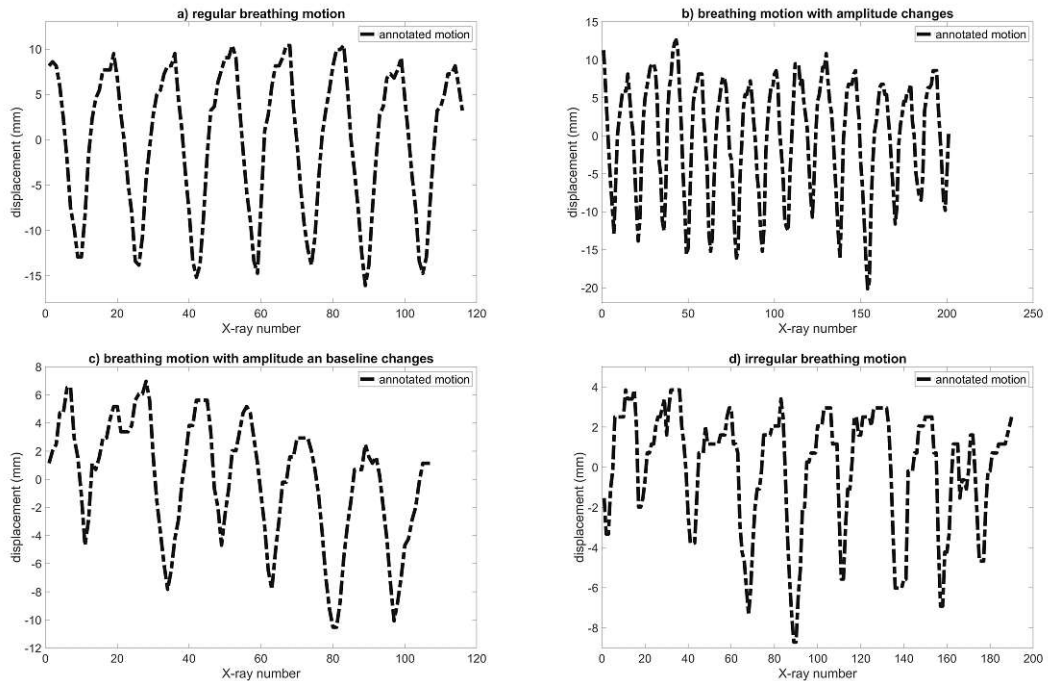 a) regular breathing motion
annotated motion
displacement (mm)
10
5
0
-5
-10
-15
0 20 40 60 80 100 120
X-ray number
b) breathing motion with amplitude changes
annotated motion
displacement (mm)
15
10
5
0
-5
-10
-15
-20
0 50 100 150 200 250
X-ray number
c) breathing motion with amplitude an baseline changes
annotated motion
displacement (mm)
8
6
4
2
0
-2
-4
-6
-8
-10
-12
0 20 40 60 80 100 120
X-ray number
d) irregular breathing motion
annotated motion
displacement (mm)
4
2
0
-2
-4
-6
-8
0 20 40 60 80 100 120 140 160 180 200
X-ray number